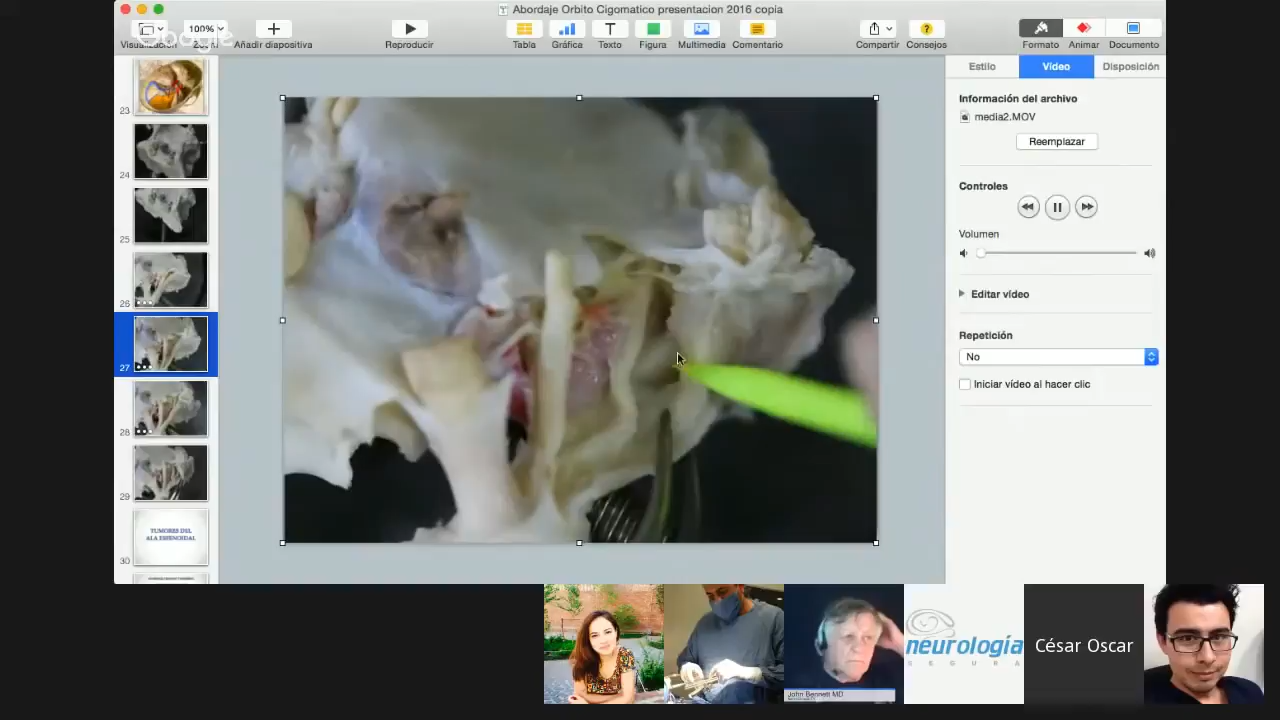 Abordaje Orbito Cigomatico presentacion 2016 copia
100%
Google
Zoom
Añadir diapositiva
Reproducir
Tabla
Gráfica
Texto
Figura
Multimedia
Comentario
Compartir
Consejos
Formato
Animar
Documento
Estilo
Vídeo
Disposición
Información del archivo
media2.MOV
Reemplazar
Controles
Volumen
Editar vídeo
Repetición
No
Iniciar vídeo al hacer clic
23
24
25
26
27
28
29
TUMORES DEL
ALA ESFENOIDAL
30
John Bennett MD
neurología
SEGURA
César Oscar